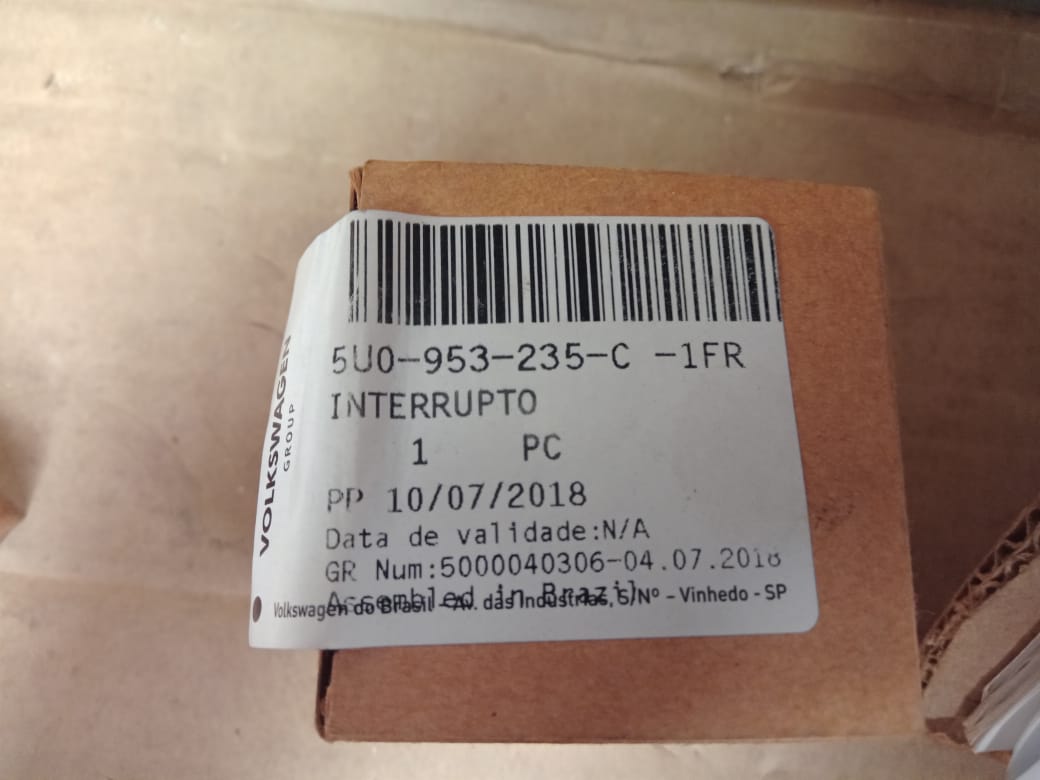 VOLKSWAGEN
GROUP
5U0-953-235-C -1FR
INTERRUPTO
1 PC
PP 10/07/2018
Data de validade:N/A
GR Num:5000040306-04.07.2018
Assembled in Brazil
Volkswagen do Brasil - Av. das Indústrias, S/Nº - Vinhedo - SP